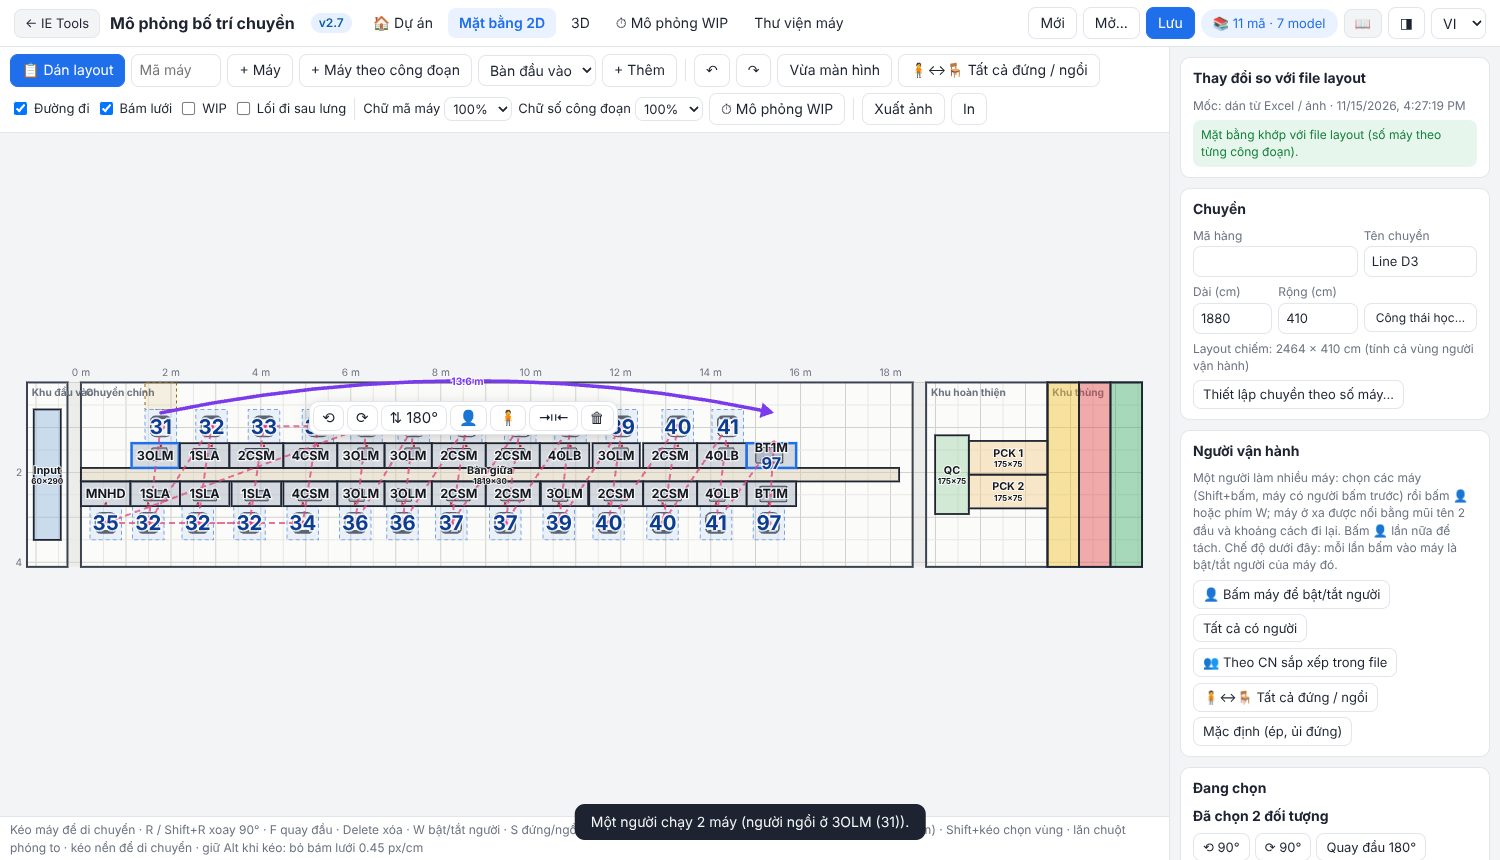 ← IE Tools
Mô phỏng bố trí chuyền
v2.7
🏠 Dự án
Mặt bằng 2D
3D
⏱ Mô phỏng WIP
Thư viện máy
Mới
Mở...
Lưu
📚 11 mã · 7 model
VI
📋 Dán layout
Mã máy
+ Máy
+ Máy theo công đoạn
Bàn đầu vào
+ Thêm
Vừa màn hình
🧍↔🪑 Tất cả đứng / ngồi
Đường đi
Bám lưới
WIP
Lối đi sau lưng
Chữ mã máy
100%
Chữ số công đoạn
100%
⏱ Mô phỏng WIP
Xuất ảnh
In
0 m 2 m 4 m 6 m 8 m 10 m 12 m 14 m 16 m 18 m
13.6 m
Chuyền chính
Khu hoàn thiện
Khu thùng
⟲ ⟳ ⇅ 180°
31 32 33 39 40 41
3OLM 1SLA 2CSM 4CSM 3OLM 3OLM 2CSM 2CSM 4OLB 3OLM 2CSM 4OLB BT1M
97
2
Input
60×290
Bàn giữa
1819×30
MNHD 1SLA 1SLA 1SLA 4CSM 3OLM 3OLM 2CSM 2CSM 3OLM 2CSM 2CSM 4OLB BT1M
35 32 32 32 34 36 36 37 37 39 40 40 41 97
4
QC
175×75
PCK 1
175×75
PCK 2
175×75
Kéo máy để di chuyển · R / Shift+R xoay 90° · F quay đầu · Delete xóa · W bật/tắt người · S đứng/ngồ
· Shift+kéo chọn vùng · lăn chuột
phóng to · kéo nền để di chuyển · giữ Alt khi kéo: bỏ bám lưới 0.45 px/cm
Một người chạy 2 máy (người ngồi ở 3OLM (31)).
Thay đổi so với file layout
Mốc: dán từ Excel / ảnh · 11/15/2026, 4:27:19 PM
Mặt bằng khớp với file layout (số máy theo
từng công đoạn).
Chuyền
Mã hàng
Tên chuyền
Line D3
Dài (cm)
Rộng (cm)
1880
410
Công thái học...
Layout chiếm: 2464 × 410 cm (tính cả vùng người
vận hành)
Thiết lập chuyền theo số máy...
Người vận hành
Một người làm nhiều máy: chọn các máy
(Shift+bấm, máy có người bấm trước) rồi bấm 👤
hoặc phím W; máy ở xa được nối bằng mũi tên 2
đầu và khoảng cách đi lại. Bấm 👤 lần nữa để
tách. Chế độ dưới đây: mỗi lần bấm vào máy là
bật/tắt người của máy đó.
👤 Bấm máy để bật/tắt người
Tất cả có người
👥 Theo CN sắp xếp trong file
🧍↔🪑 Tất cả đứng / ngồi
Mặc định (ép, ủi đứng)
Đang chọn
Đã chọn 2 đối tượng
⟲ 90°
⟳ 90°
Quay đầu 180°